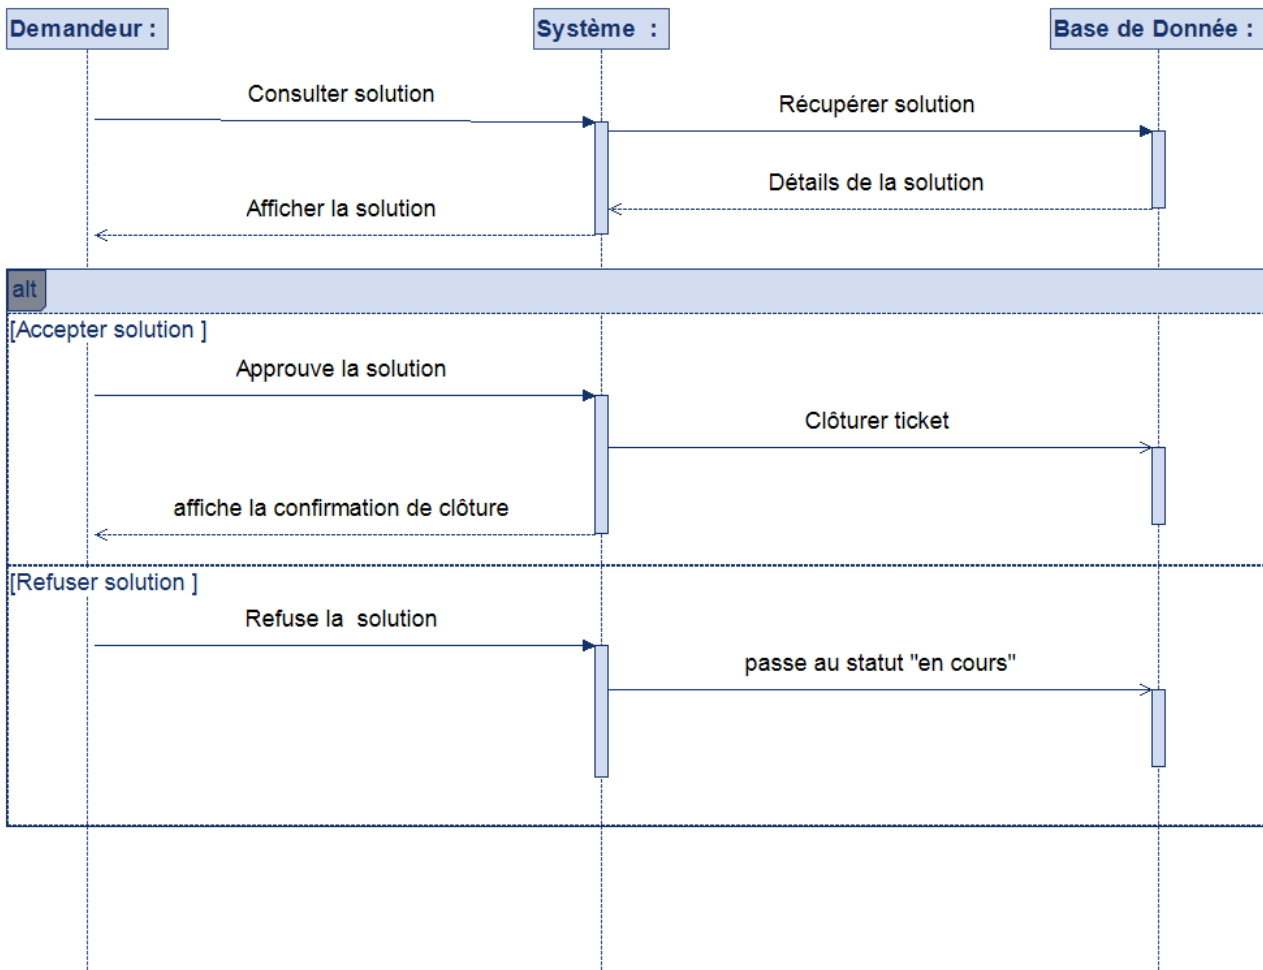 Demandeur :
Système  :
Base de Donnée :
Consulter solution
Récupérer solution
Détails de la solution
Afficher la solution
alt
[Accepter solution ]
Approuve la solution
Clôturer ticket
affiche la confirmation de clôture
[Refuser solution ]
Refuse la  solution
passe au statut "en cours"